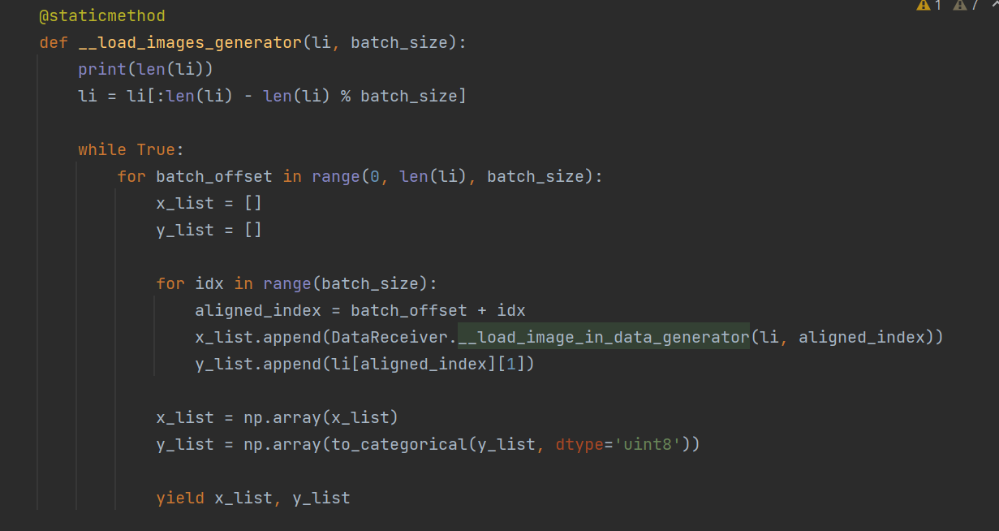 1 7
@staticmethod
def __load_images_generator(li, batch_size):
print(len(li))
li = li[:len(li) - len(li) % batch_size]
while True:
for batch_offset in range(0, len(li), batch_size):
x_list = []
y_list = []
for idx in range(batch_size):
aligned_index = batch_offset + idx
x_list.append(DataReceiver.__load_image_in_data_generator(li, aligned_index))
y_list.append(li[aligned_index][1])
x_list = np.array(x_list)
y_list = np.array(to_categorical(y_list, dtype='uint8'))
yield x_list, y_list